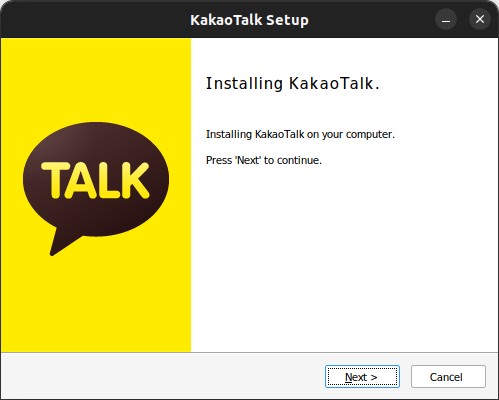 KakaoTalk Setup
Installing KakaoTalk.
Installing KakaoTalk on your computer.
Press 'Next' to continue.
TALK
Next >
Cancel